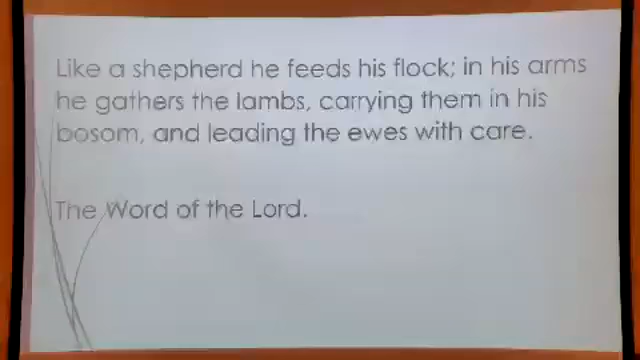 Like a shepherd he feeds his flock; in his arms
he gathers the lambs, carrying them in his
bosom, and leading the ewes with care.
The Word of the Lord.